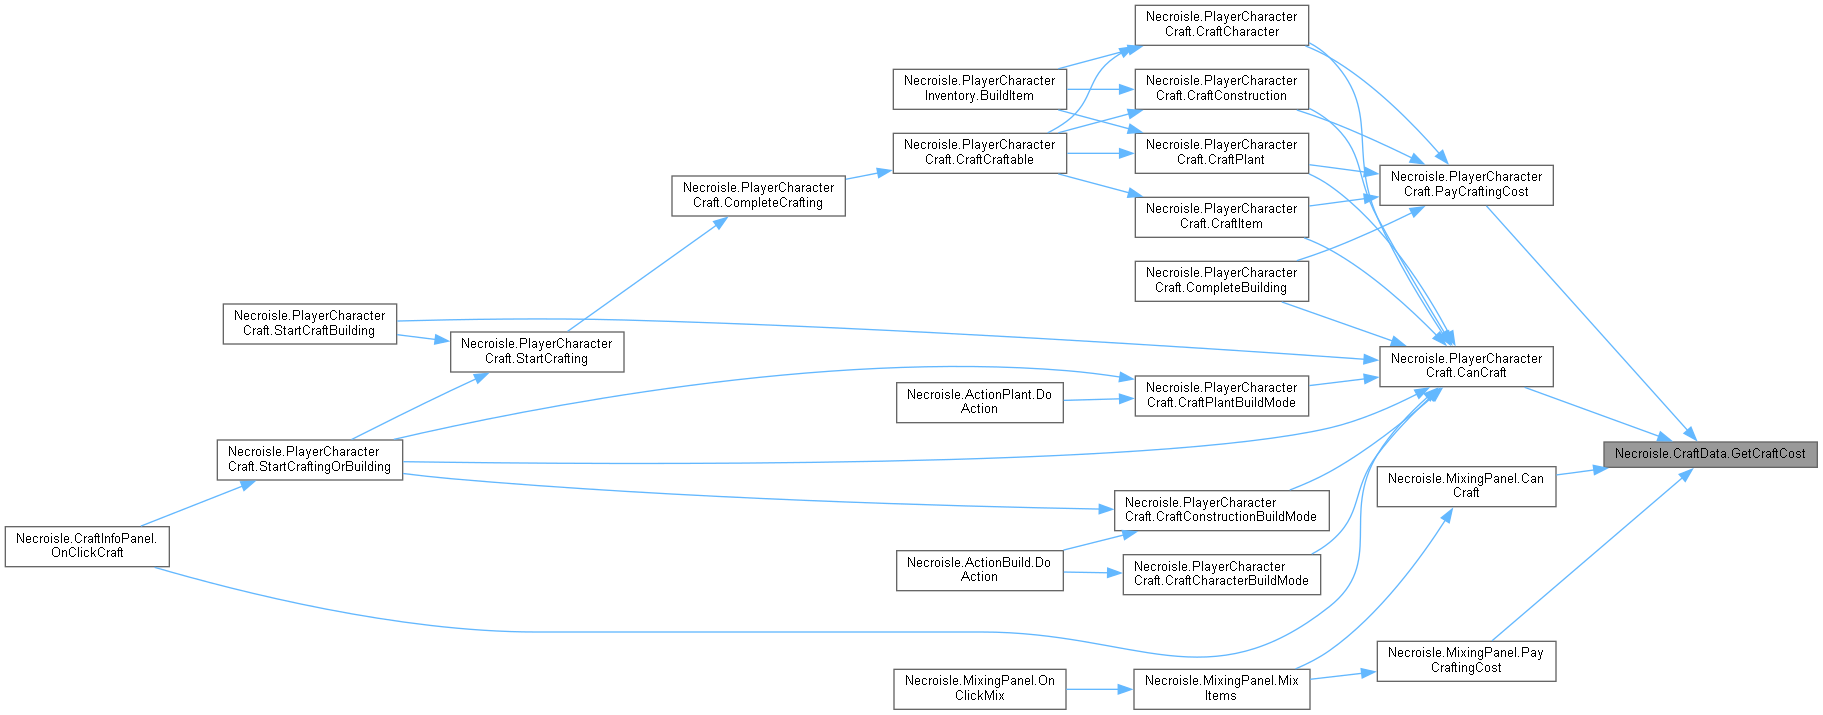 Necroisle.PlayerCharacter
Craft.CraftCharacter
Necroisle.PlayerCharacter
Inventory.BuildItem
Necroisle.PlayerCharacter
Craft.CraftConstruction
Necroisle.PlayerCharacter
Craft.CraftCraftable
Necroisle.PlayerCharacter
Craft.CraftPlant
Necroisle.PlayerCharacter
Craft.PayCraftingCost
Necroisle.PlayerCharacter
Craft.CompleteCrafting
Necroisle.PlayerCharacter
Craft.CraftItem
Necroisle.PlayerCharacter
Craft.CompleteBuilding
Necroisle.PlayerCharacter
Craft.StartCraftBuilding
Necroisle.PlayerCharacter
Craft.StartCrafting
Necroisle.PlayerCharacter
Craft.CanCraft
Necroisle.ActionPlant.Do
Action
Necroisle.PlayerCharacter
Craft.CraftPlantBuildMode
Necroisle.PlayerCharacter
Craft.StartCraftingOrBuilding
Necroisle.CraftData.GetCraftCost
Necroisle.MixingPanel.Can
Craft
Necroisle.PlayerCharacter
Craft.CraftConstructionBuildMode
Necroisle.CraftInfoPanel.
OnClickCraft
Necroisle.ActionBuild.Do
Action
Necroisle.PlayerCharacter
Craft.CraftCharacterBuildMode
Necroisle.MixingPanel.Pay
CraftingCost
Necroisle.MixingPanel.On
ClickMix
Necroisle.MixingPanel.Mix
Items